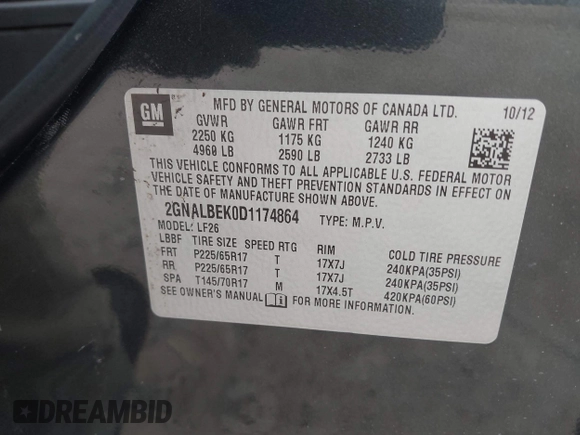 GM
MFD BY GENERAL MOTORS OF CANADA LTD. 10/12
GVWR GAWR FRT GAWR RR
2250 KG 1175 KG 1240 KG
4960 LB 2590 LB 2733 LB
THIS VEHICLE CONFORMS TO ALL APPLICABLE U.S. FEDERAL MOTOR
VEHICLE SAFETY AND THEFT PREVENTION STANDARDS IN EFFECT ON
THE DATE OF MANUFACTURE SHOWN ABOVE.
2GNALBEK0D1174864 TYPE: M.P.V.
MODEL: LF26
LBBF TIRE SIZE SPEED RTG RIM COLD TIRE PRESSURE
FRT P225/65R17 T 17X7J 240KPA(35PSI)
RR P225/65R17 T 17X7J 240KPA(35PSI)
SPA T145/70R17 M 17X4.5T 420KPA(60PSI)
SEE OWNER'S MANUAL FOR MORE INFORMATION.
DREAMBID